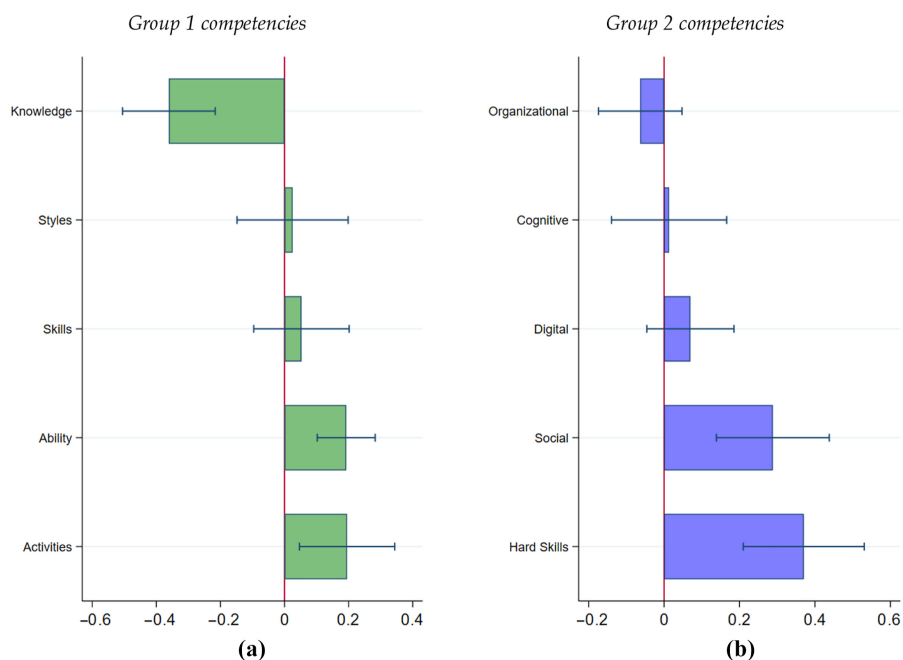 Group 1 competencies
Knowledge
Styles
Skills
Ability
Activities
−0.6 −0.4 −0.2 0 0.2 0.4
(a)
Group 2 competencies
Organizational
Cognitive
Digital
Social
Hard Skills
−0.2 0 0.2 0.4 0.6
(b)